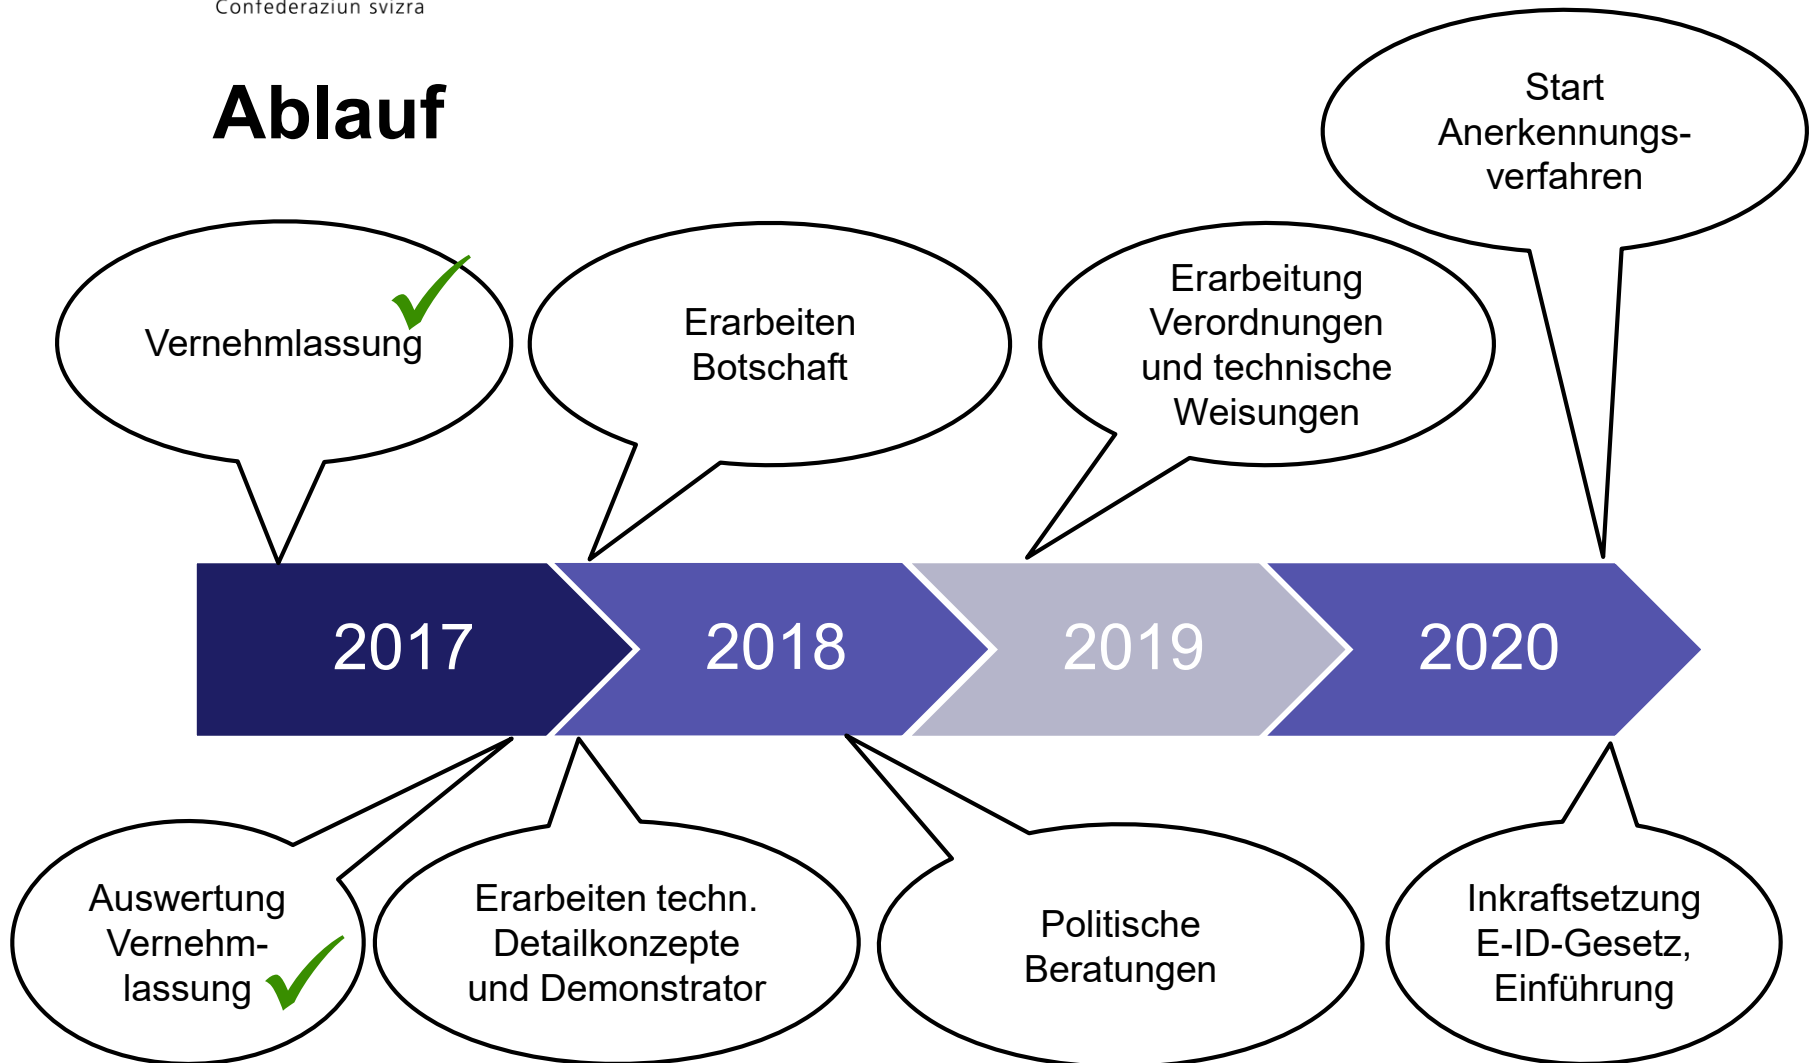 Confederaziun svizra
Ablauf
Start
Anerkennungs-
verfahren
Vernehmlassung
Erarbeiten
Botschaft
Erarbeitung
Verordnungen
und technische
Weisungen
2017
2018
2019
2020
Auswertung
Vernehm-
lassung
Erarbeiten techn.
Detailkonzepte
und Demonstrator
Politische
Beratungen
Inkraftsetzung
E-ID-Gesetz,
Einführung